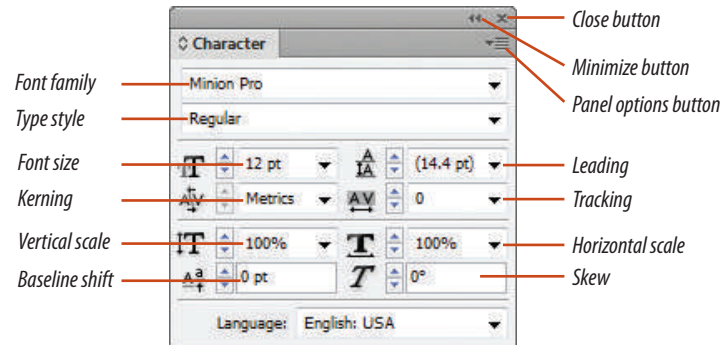 Close button
Character
Minimize button
Font family
Minion Pro
Panel options button
Type style
Regular
Font size
12 pt
(14.4 pt)
Leading
Kerning
Metrics
0
Tracking
Vertical scale
100%
100%
Horizontal scale
Baseline shift
0 pt
0°
Skew
Language: English: USA